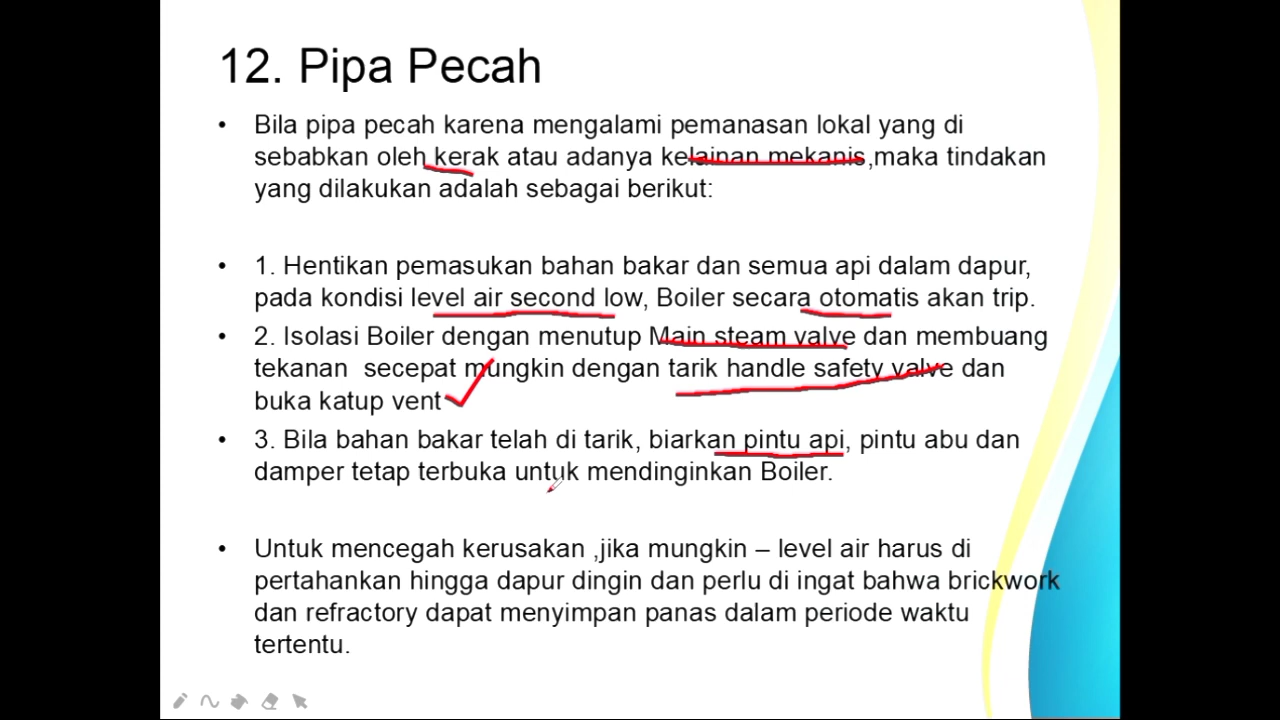 12. Pipa Pecah
• Bila pipa pecah karena mengalami pemanasan lokal yang di
sebabkan oleh kerak atau adanya kelainan mekanis,maka tindakan
yang dilakukan adalah sebagai berikut:
• 1. Hentikan pemasukan bahan bakar dan semua api dalam dapur,
pada kondisi level air second low, Boiler secara otomatis akan trip.
• 2. Isolasi Boiler dengan menutup Main steam valve dan membuang
tekanan  secepat mungkin dengan tarik handle safety valve dan
buka katup vent
• 3. Bila bahan bakar telah di tarik, biarkan pintu api, pintu abu dan
damper tetap terbuka untuk mendinginkan Boiler.
• Untuk mencegah kerusakan ,jika mungkin – level air harus di
pertahankan hingga dapur dingin dan perlu di ingat bahwa brickwork
dan refractory dapat menyimpan panas dalam periode waktu
tertentu.